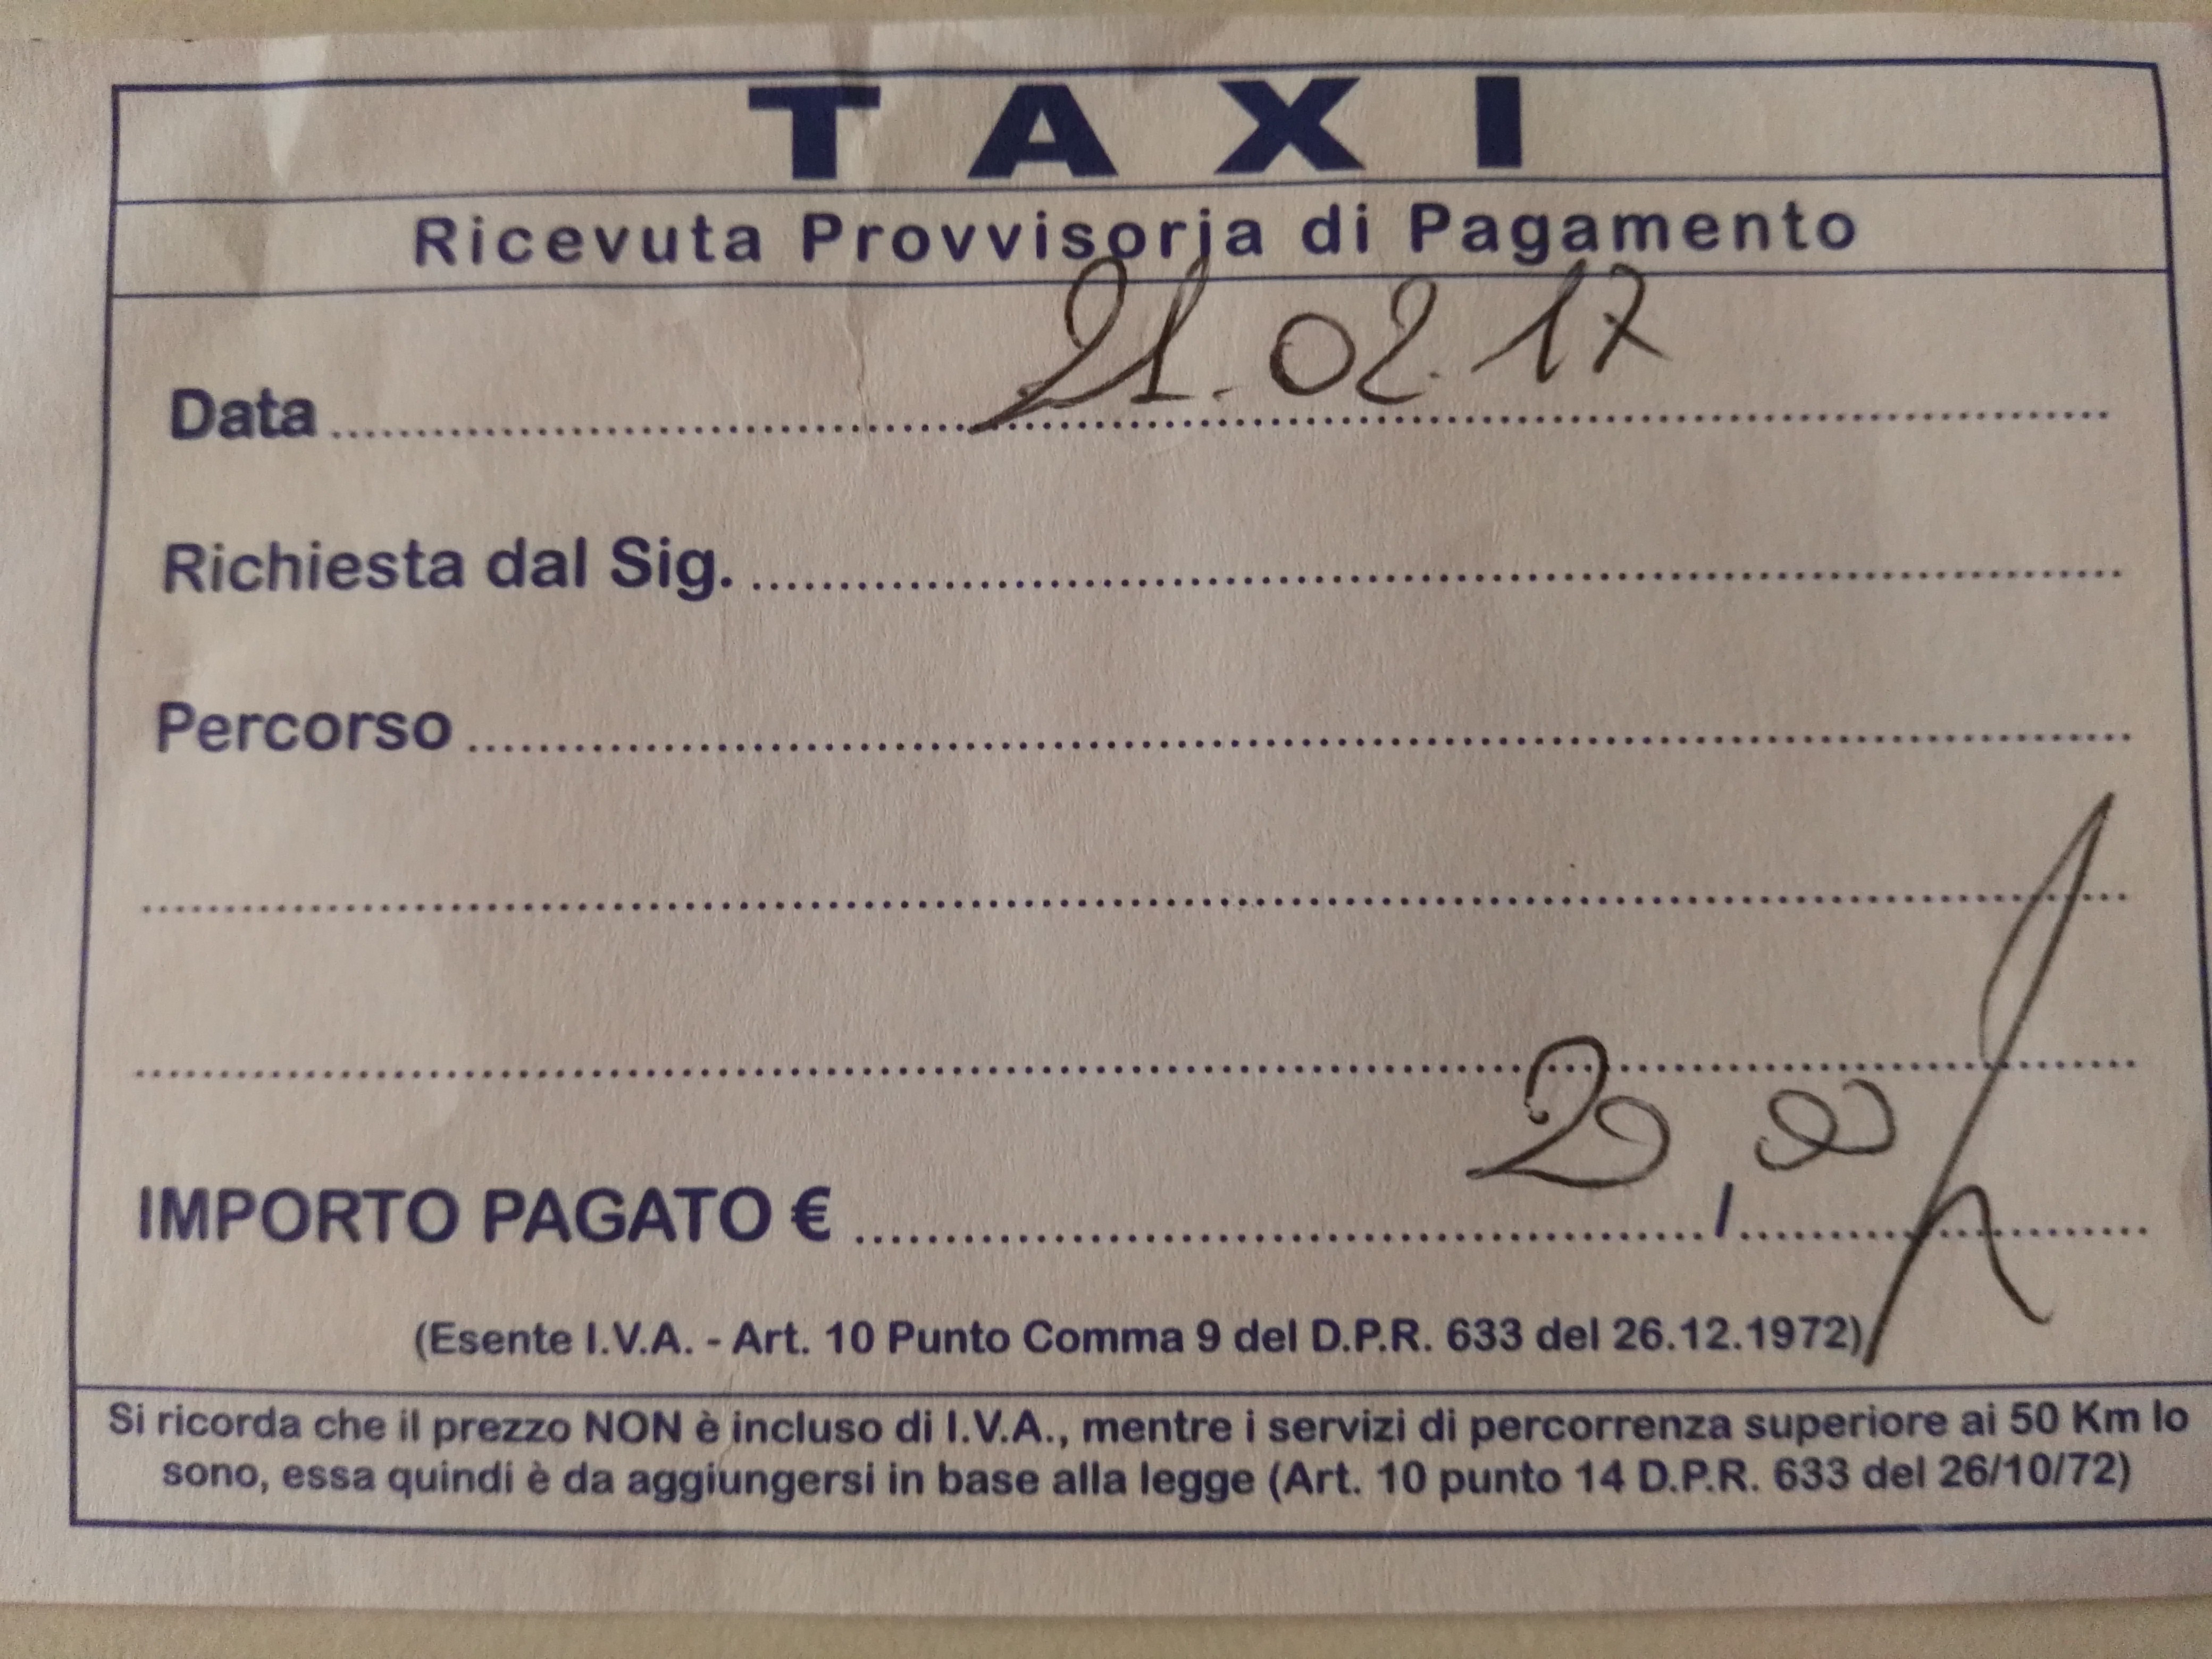 TAXI
Ricevuta Provvisoria di Pagamento
Data 21.02.17
Richiesta dal Sig.
Percorso
IMPORTO PAGATO € 20,00
(Esente I.V.A. - Art. 10 Punto Comma 9 del D.P.R. 633 del 26.12.1972)
Si ricorda che il prezzo NON è incluso di I.V.A., mentre i servizi di percorrenza superiore ai 50 Km lo
sono, essa quindi è da aggiungersi in base alla legge (Art. 10 punto 14 D.P.R. 633 del 26/10/72)